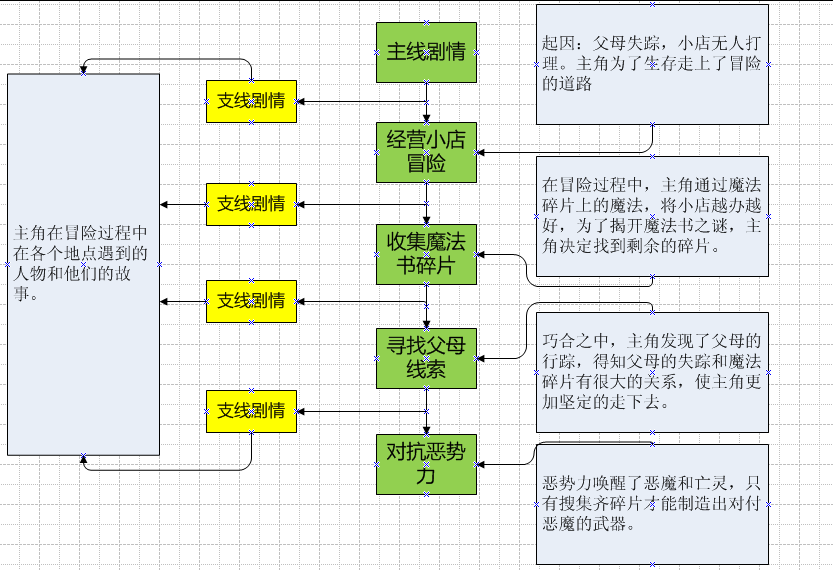 主线剧情
起因：父母失踪，小店无人打
理。主角为了生存走上了冒险
的道路
支线剧情
经营小店
冒险
在冒险过程中，主角通过魔法
碎片上的魔法，将小店越办越
好，为了揭开魔法书之谜，主
角决定找到剩余的碎片。
支线剧情
收集魔法
书碎片
主角在冒险过程中
在各个地点遇到的
人物和他们的故
事。
支线剧情
寻找父母
线索
巧合之中，主角发现了父母的
行踪，得知父母的失踪和魔法
碎片有很大的关系，使主角更
加坚定的走下去。
支线剧情
对抗恶势
力
恶势力唤醒了恶魔和亡灵，只
有搜集齐碎片才能制造出对付
恶魔的武器。